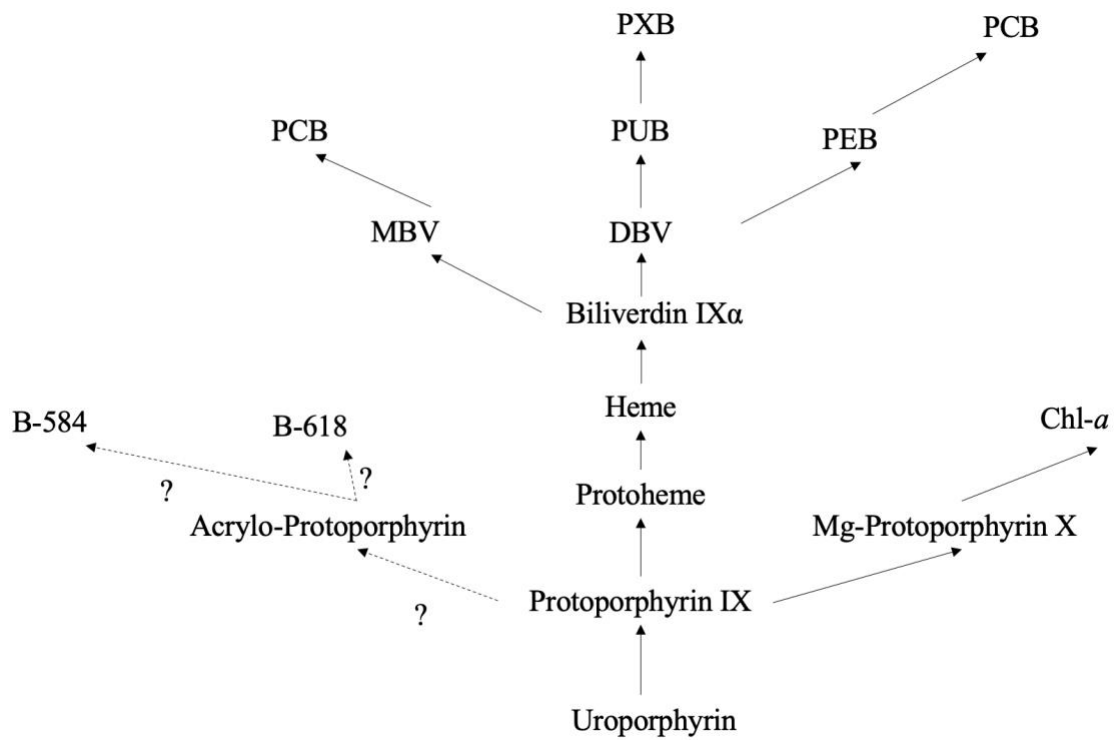 PXB
PCB
PCB
PUB
PEB
MBV
DBV
Biliverdin IXα
Heme
B-584
B-618
Chl-a
?
?
Protoheme
Acrylo-Protoporphyrin
Mg-Protoporphyrin X
Protoporphyrin IX
?
Uroporphyrin